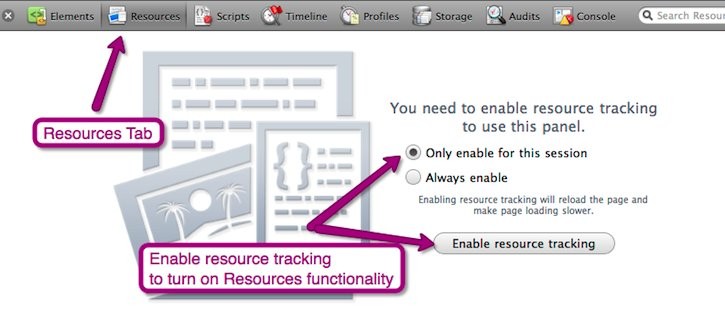 Elements Resources Scripts Timeline Profiles Storage Audits Console Search Resour
Resources Tab
You need to enable resource tracking
to use this panel.
Only enable for this session
Always enable
Enabling resource tracking will reload the page and
make page loading slower.
Enable resource tracking
Enable resource tracking
to turn on Resources functionality